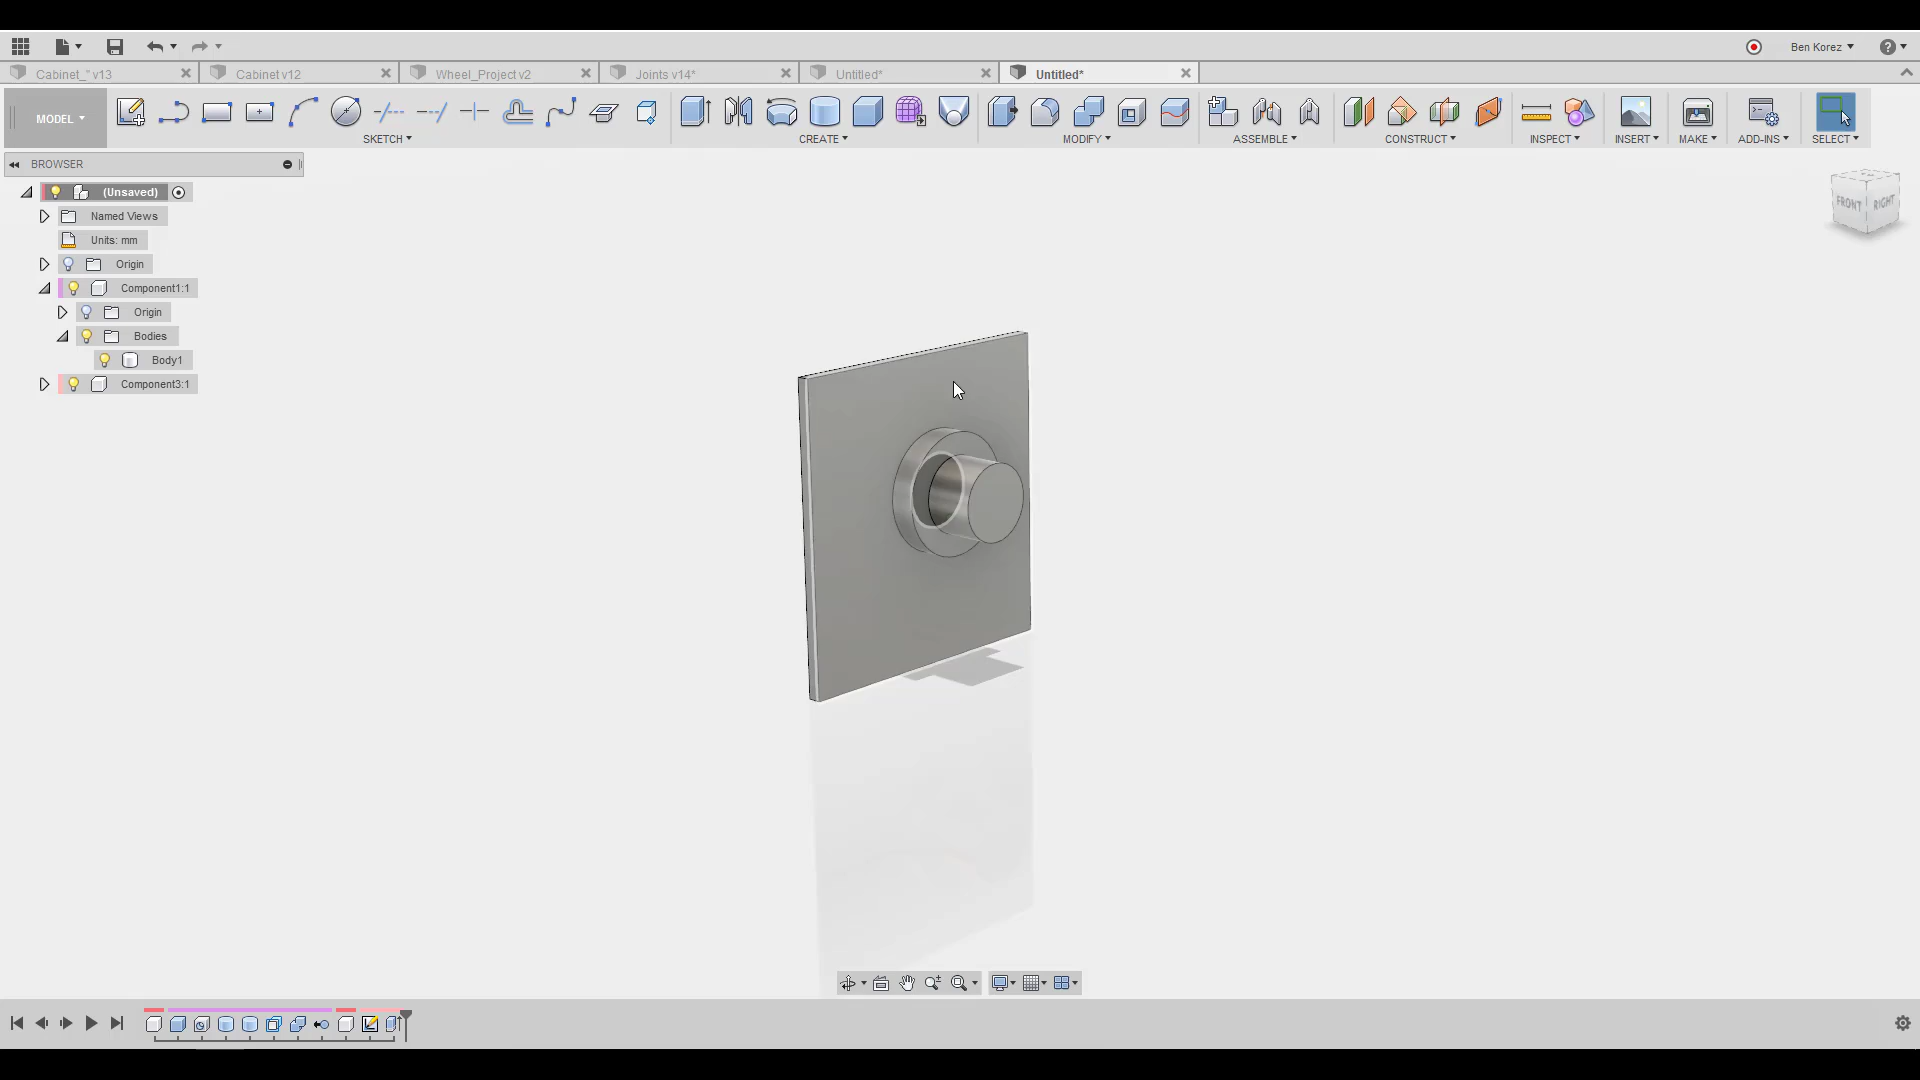 Ben Korez
Cabinet_" v13
Cabinet v12
Wheel_Project v2
Joints v14*
Untitled*
Untitled*
MODEL
SKETCH
CREATE
MODIFY
ASSEMBLE
CONSTRUCT
INSPECT
INSERT
MAKE
ADD-INS
SELECT
BROWSER
(Unsaved)
Named Views
Units: mm
Origin
Component1:1
Origin
Bodies
Body1
Component3:1
FRONT
RIGHT